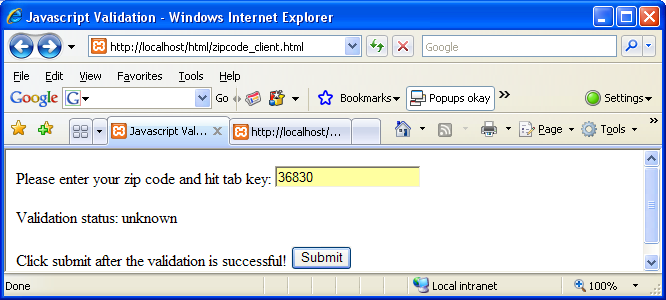 Javascript Validation - Windows Internet Explorer
http://localhost/html/zipcode_client.html
Google
File Edit View Favorites Tools Help
Google G Go Bookmarks Popups okay Settings
Javascript Val... http://localhost/... Page Tools
Please enter your zip code and hit tab key: 36830
Validation status: unknown
Click submit after the validation is successful! Submit
Done Local intranet 100%